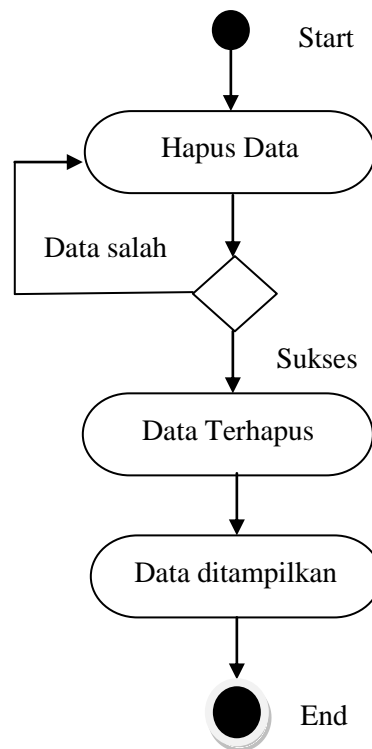 Start
Hapus Data
Data salah
Sukses
Data Terhapus
Data ditampilkan
End